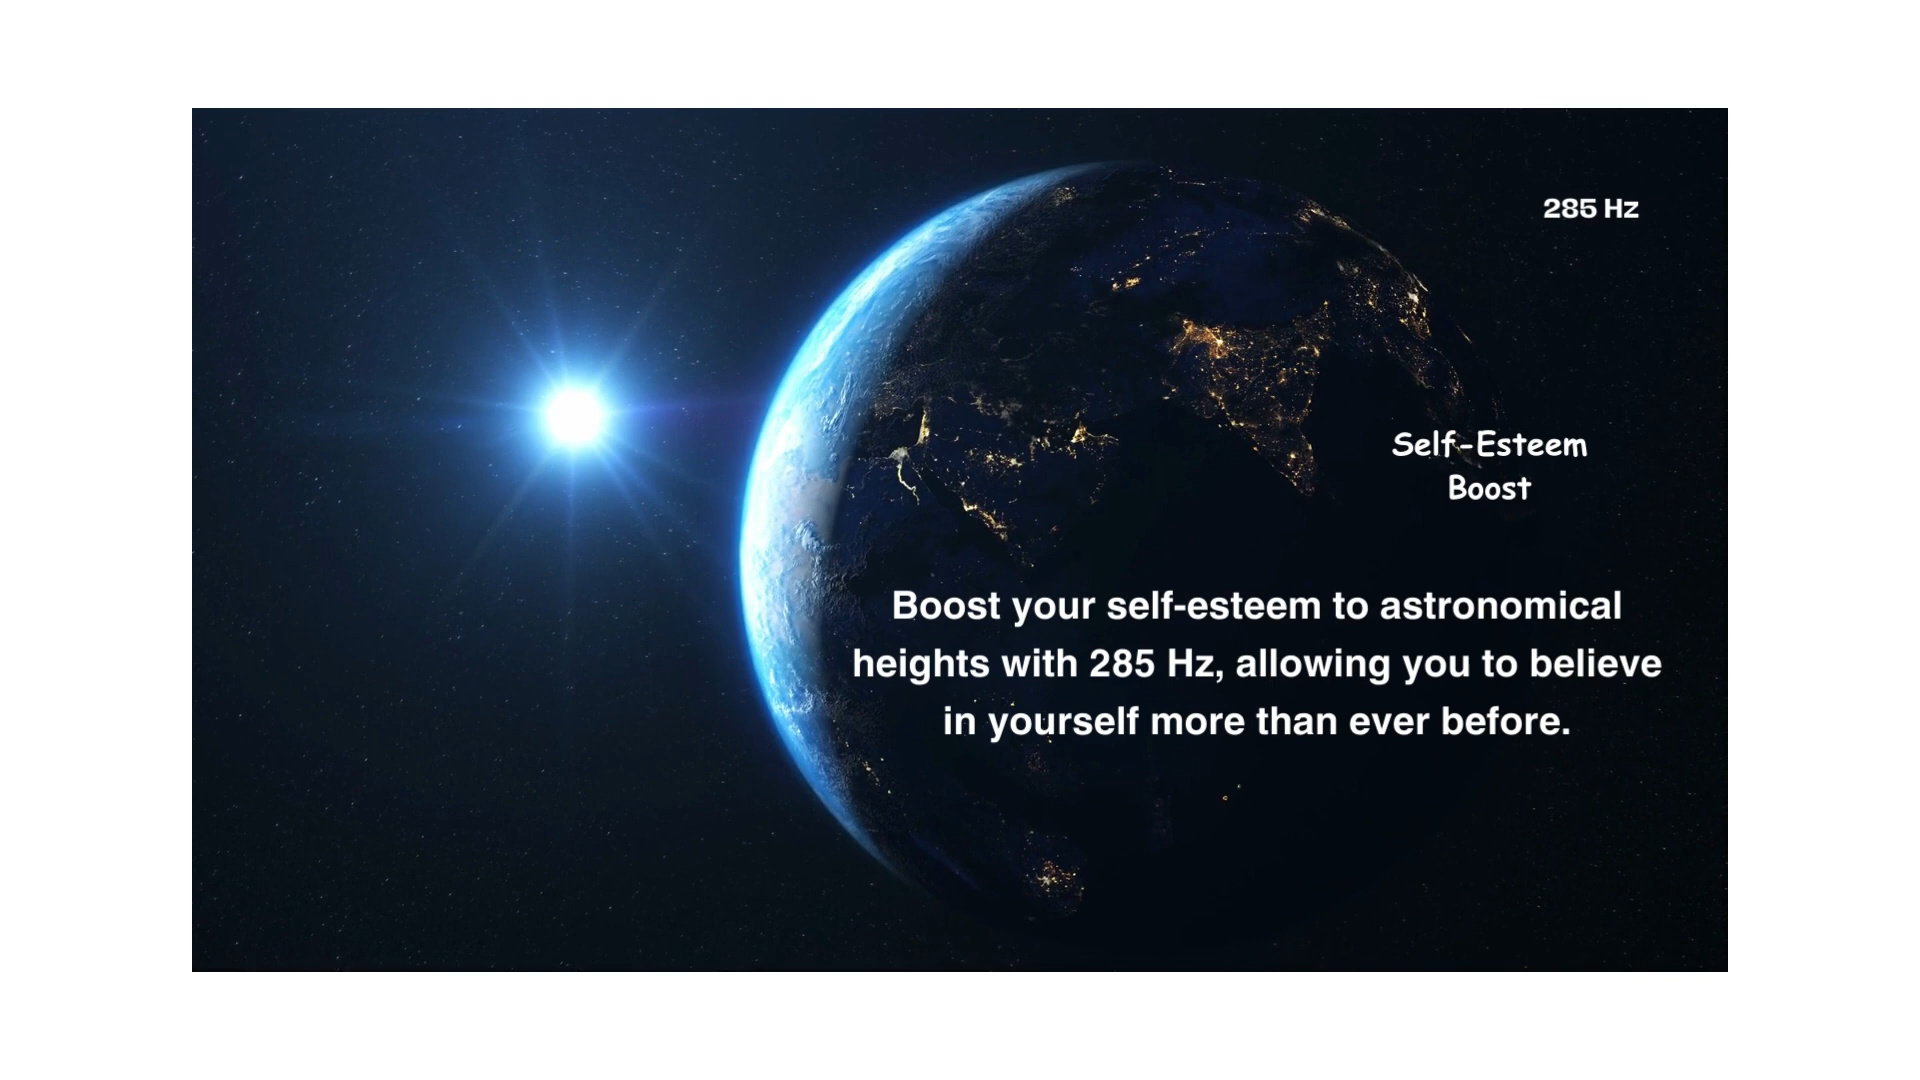 285 Hz
Self-Esteem
Boost
Boost your self-esteem to astronomical
heights with 285 Hz, allowing you to believe
in yourself more than ever before.